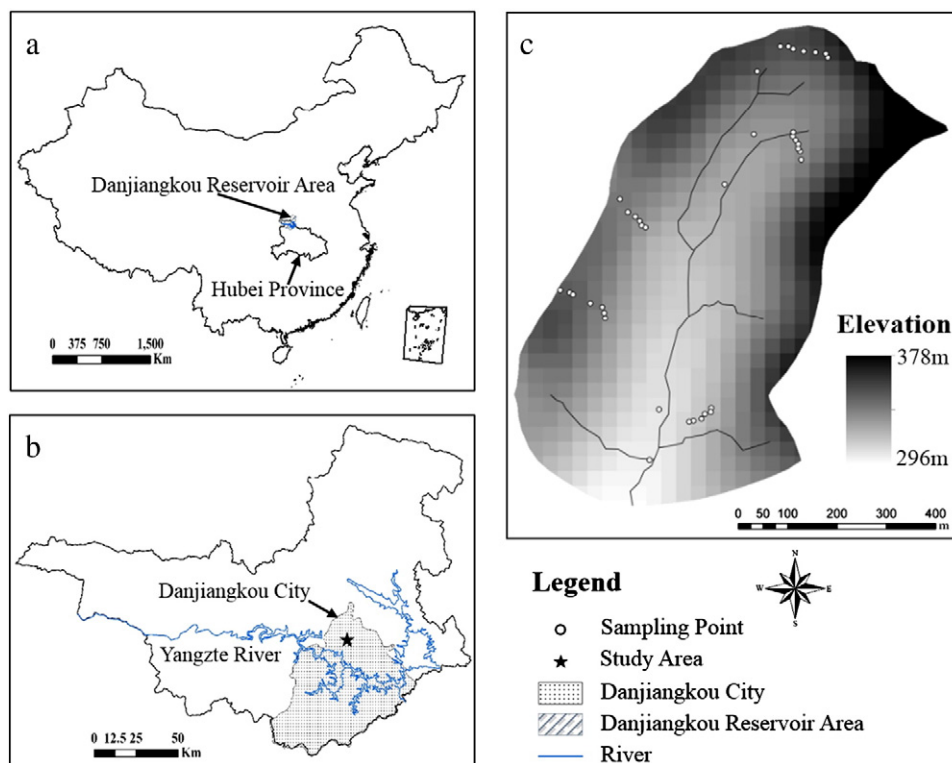 a
Danjiangkou Reservoir Area
Hubei Province
0 375 750 1,500
Km
b
Danjiangkou City
Yangzte River
0 12.5 25 50
Km
c
Elevation
378m
296m
0 50 100 200 300 400
m
Legend
N
W E
S
Sampling Point
Study Area
Danjiangkou City
Danjiangkou Reservoir Area
River